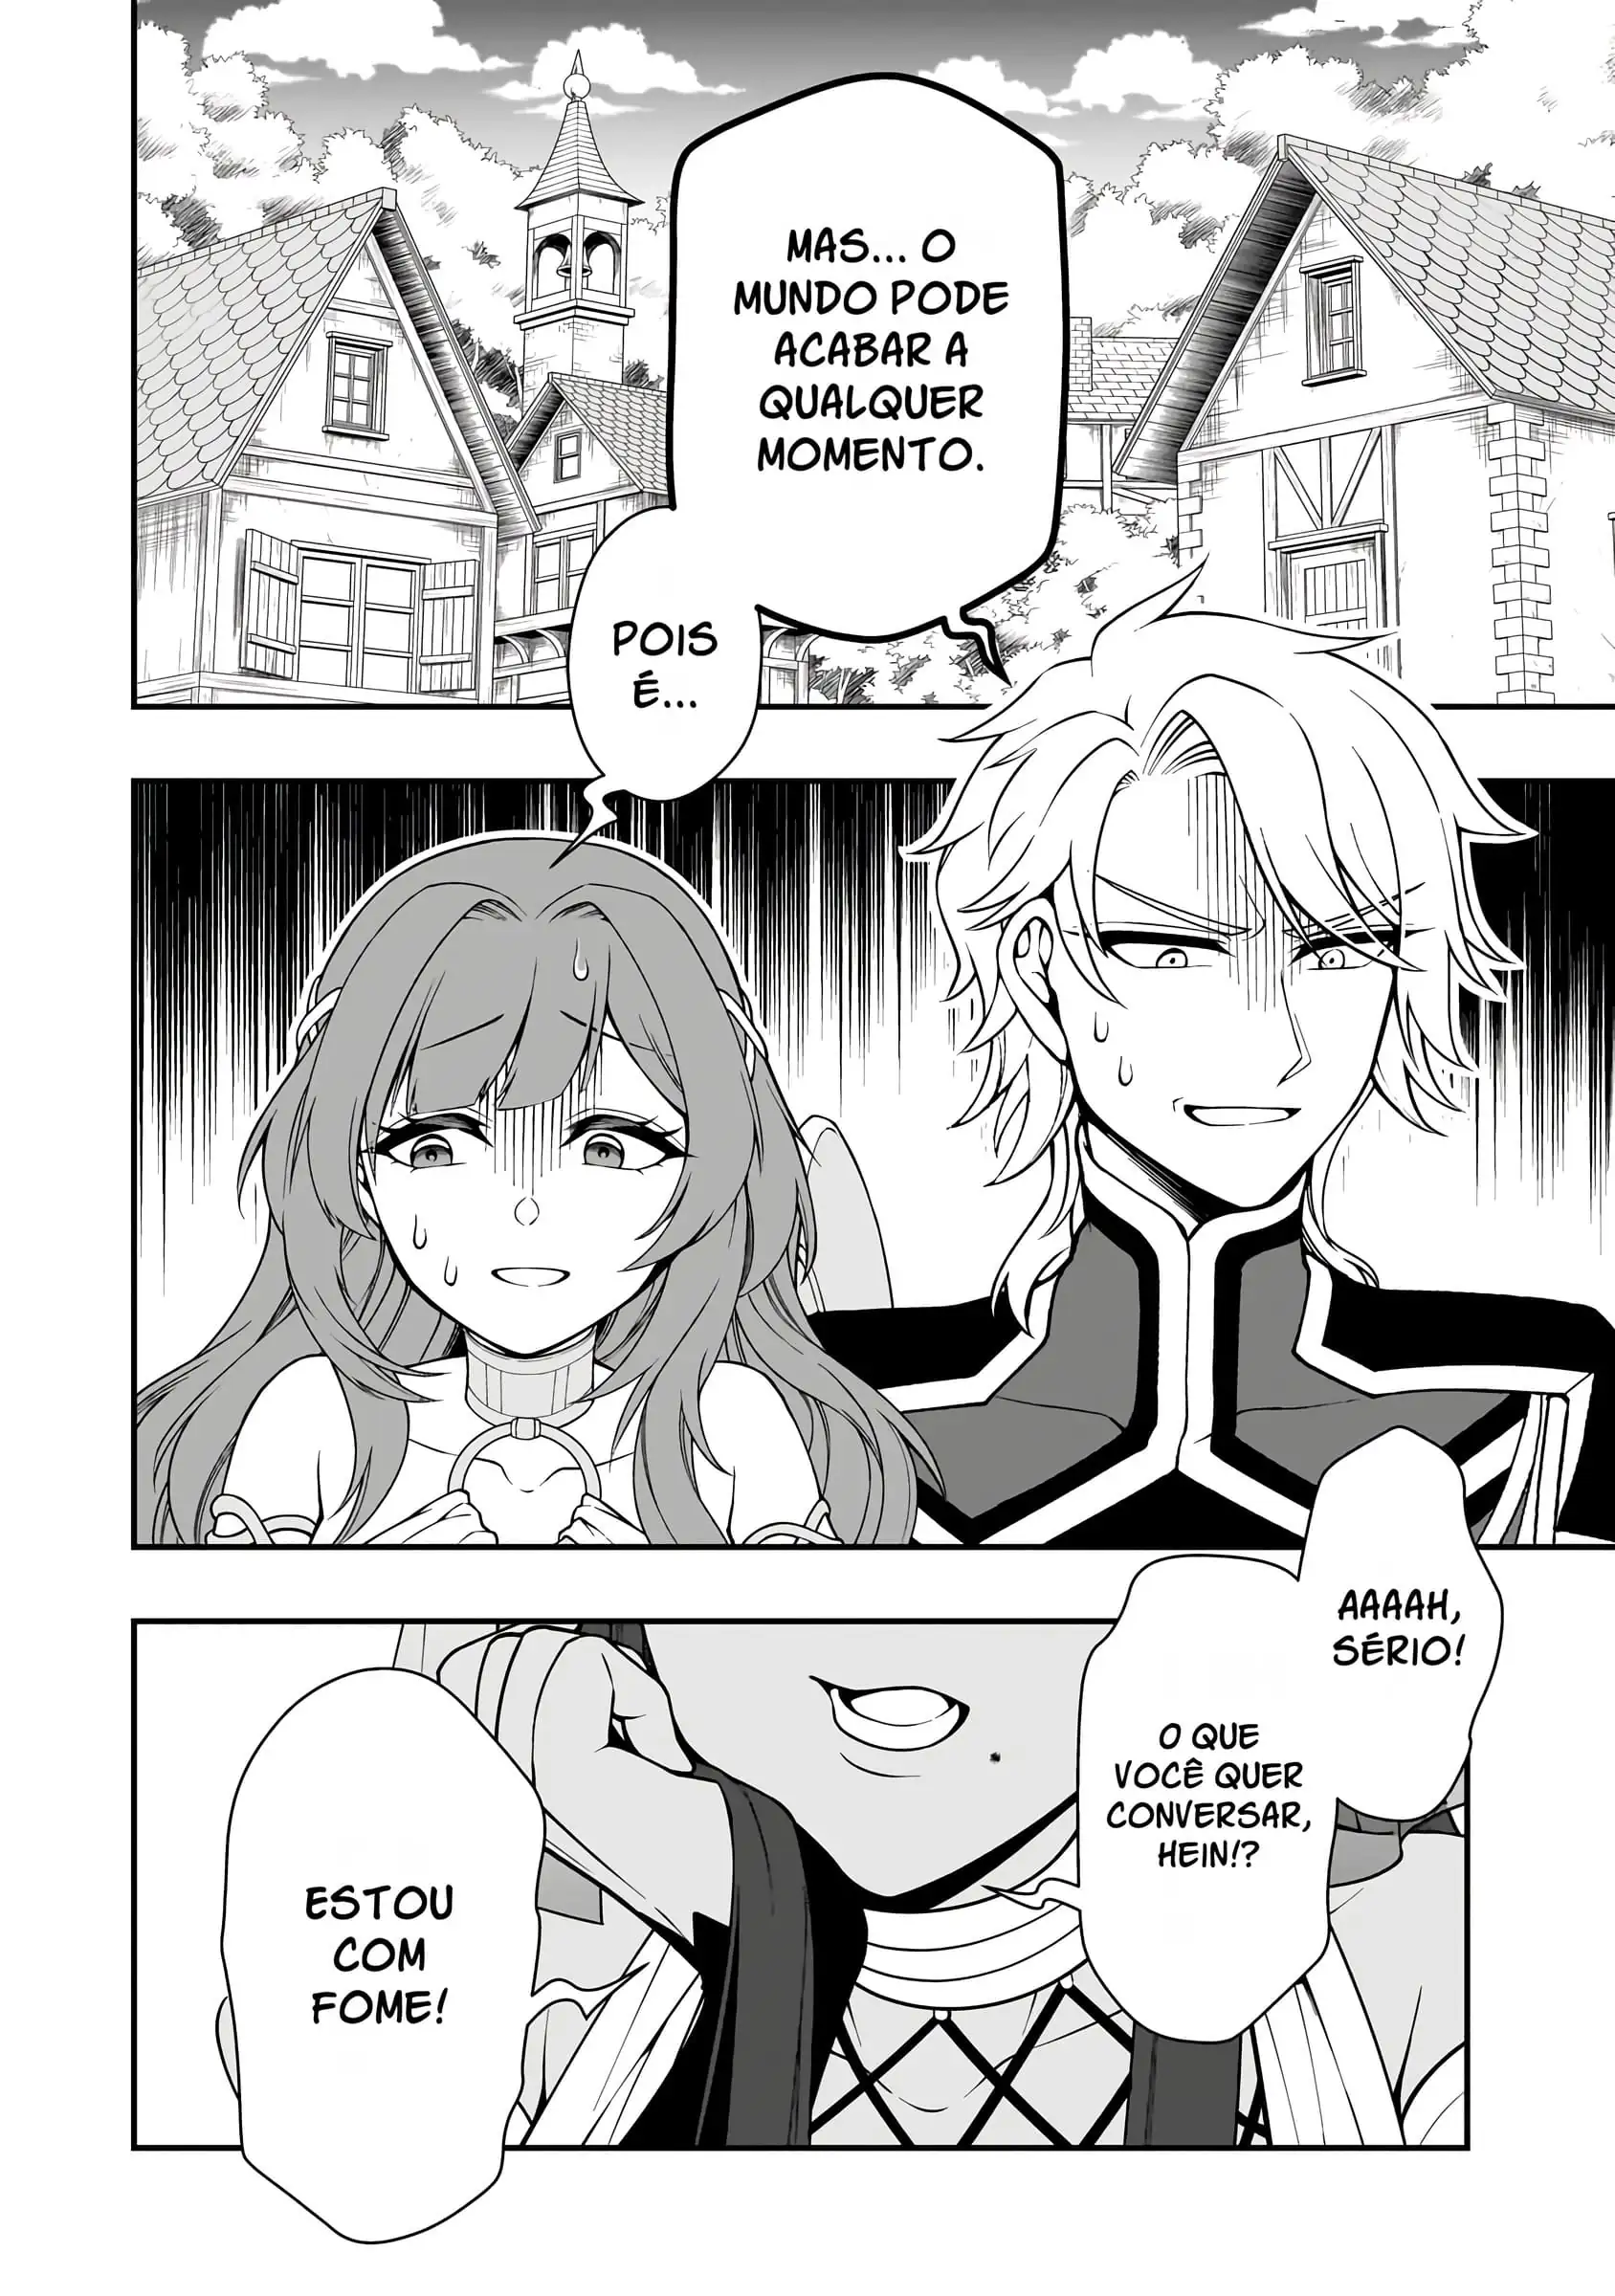 MAS... O
MUNDO PODE
ACABAR A
QUALQUER
MOMENTO.
POIS
É...
AAAAH,
SÉRIO!
O QUE
VOCÊ QUER
CONVERSAR,
HEIN!?
ESTOU
COM
FOME!